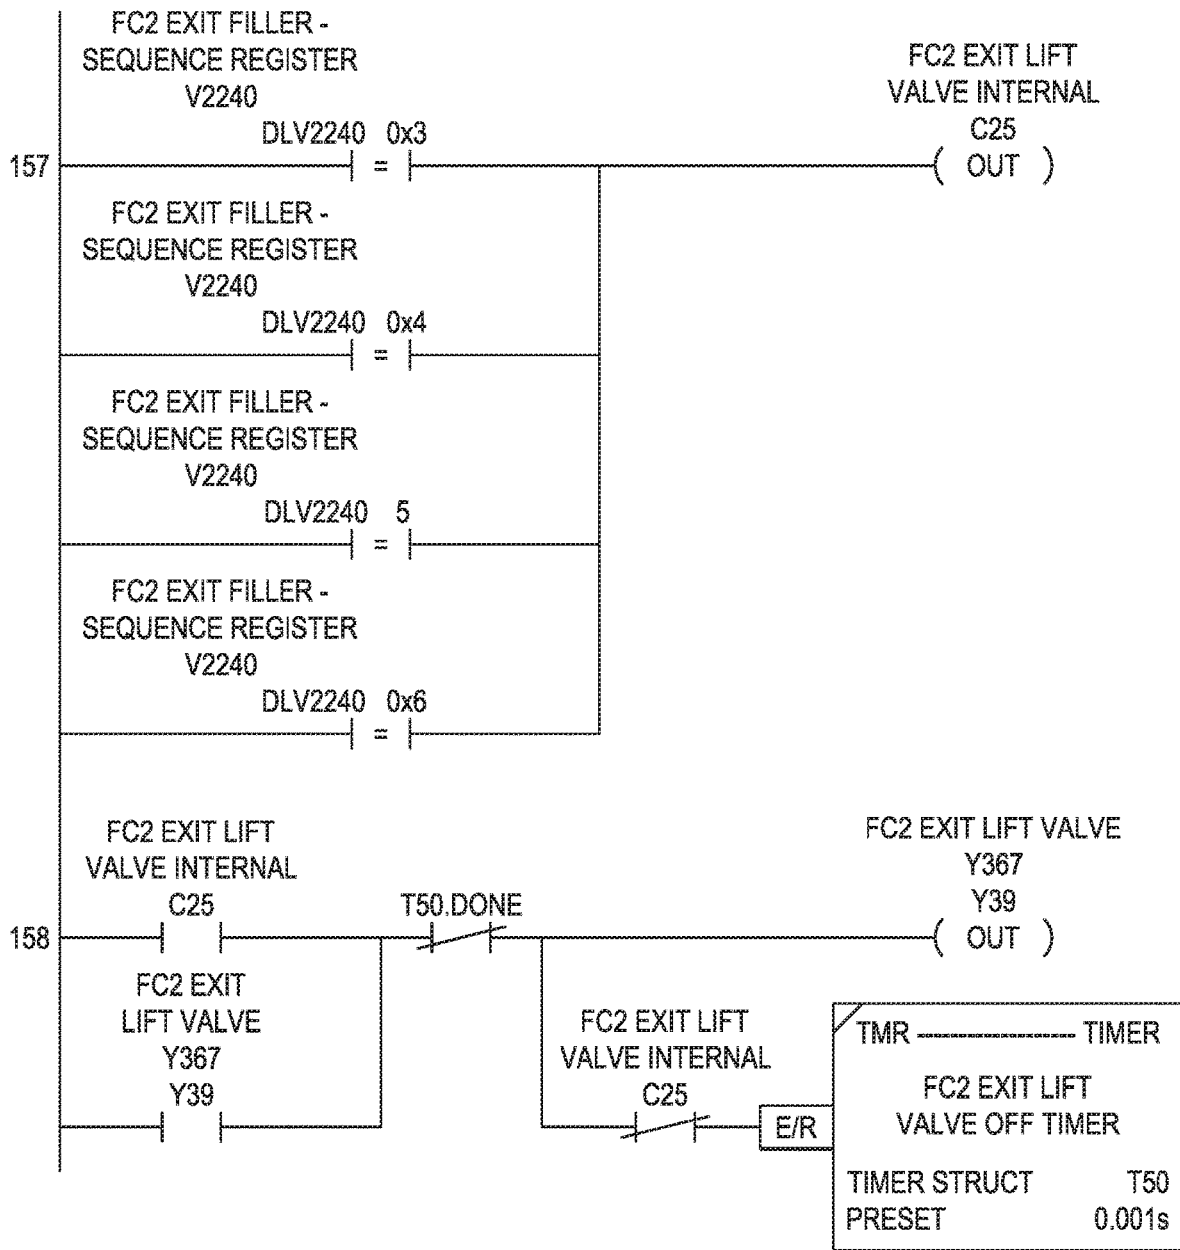 FC2 EXIT FILLER -
SEQUENCE REGISTER
V2240
DLV2240 0x3
=
157
FC2 EXIT LIFT
VALVE INTERNAL
C25
( OUT )
FC2 EXIT FILLER -
SEQUENCE REGISTER
V2240
DLV2240 0x4
=
FC2 EXIT FILLER -
SEQUENCE REGISTER
V2240
DLV2240 5
=
FC2 EXIT FILLER -
SEQUENCE REGISTER
V2240
DLV2240 0x6
=
FC2 EXIT LIFT
VALVE INTERNAL
C25
158
T50.DONE
FC2 EXIT LIFT VALVE
Y367
Y39
( OUT )
FC2 EXIT
LIFT VALVE
Y367
Y39
FC2 EXIT LIFT
VALVE INTERNAL
C25
E/R
TMR TIMER
FC2 EXIT LIFT
VALVE OFF TIMER
TIMER STRUCT T50
PRESET 0.001s